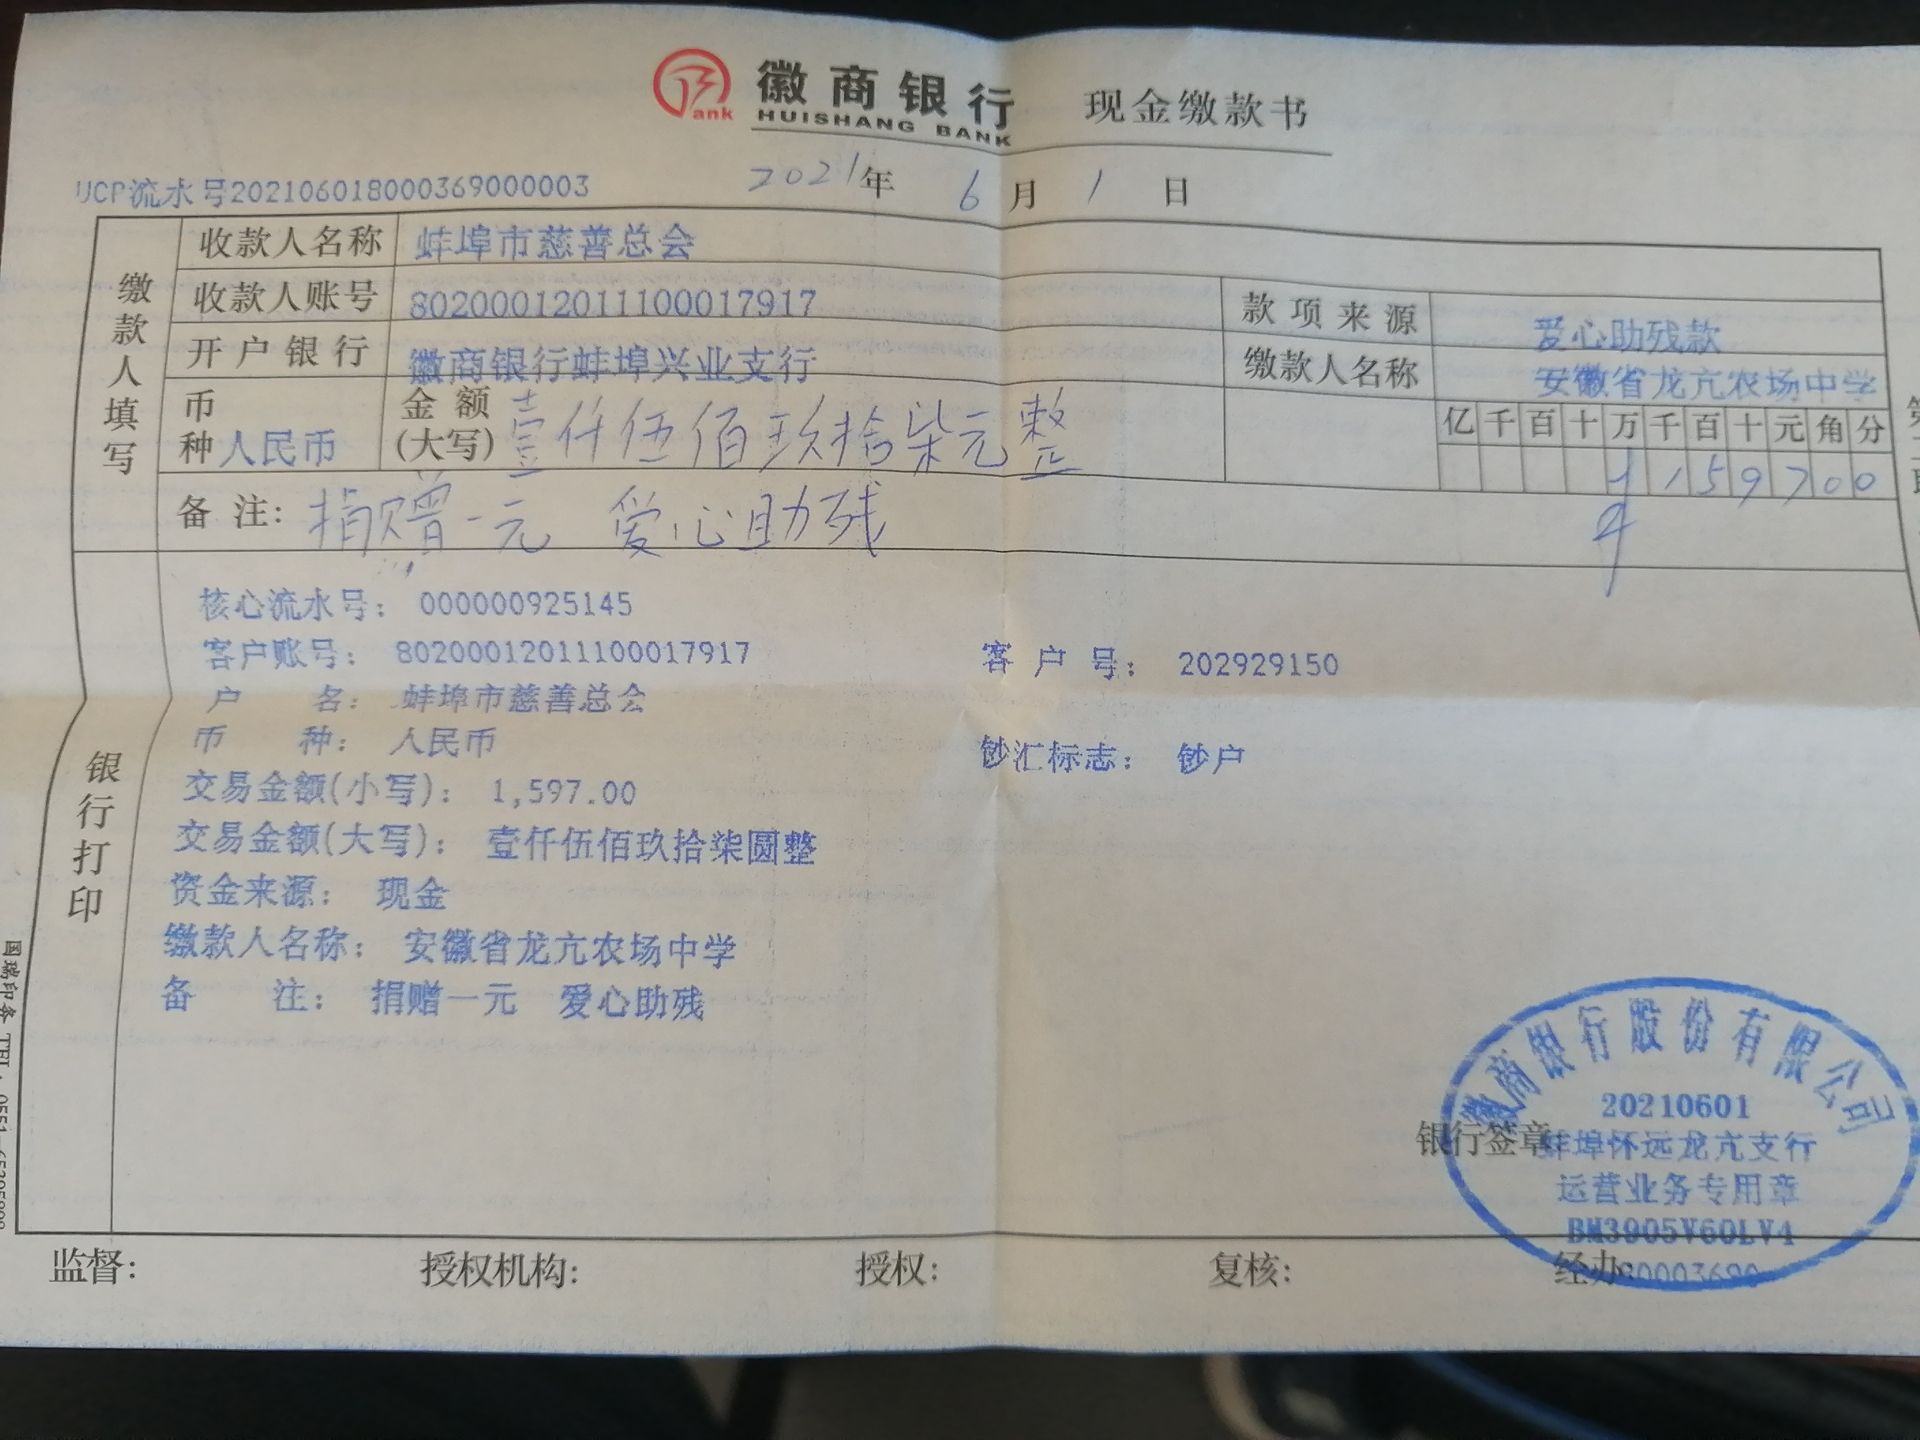 Bank 徽商银行 现金缴款书
HUISHANG BANK
UCP流水号202106018000369000003 2021年 6月 1日
缴款人填写
收款人名称 蚌埠市慈善总会
收款人账号 80200012011100017917 款项来源 爱心助残款
开户银行 徽商银行蚌埠兴业支行 缴款人名称 安徽省龙亢农场中学
币种 人民币 金额(大写) 壹仟伍佰玖拾柒元整 亿千百十万千百十元角分
159700
备注: 捐赠一元 爱心助残
银行打印
核心流水号: 000000925145
客户账号: 80200012011100017917 客户号: 202929150
户名: 蚌埠市慈善总会
币种: 人民币 钞汇标志: 钞户
交易金额(小写): 1,597.00
交易金额(大写): 壹仟伍佰玖拾柒圆整
资金来源: 现金
缴款人名称: 安徽省龙亢农场中学
备注: 捐赠一元 爱心助残
徽商银行股份有限公司
20210601
银行签章: 蚌埠怀远龙亢支行
运营业务专用章
BM3905V60LV4
监督: 授权机构: 授权: 复核: 经办:80003690
国瑞印务 TEL: 0551-